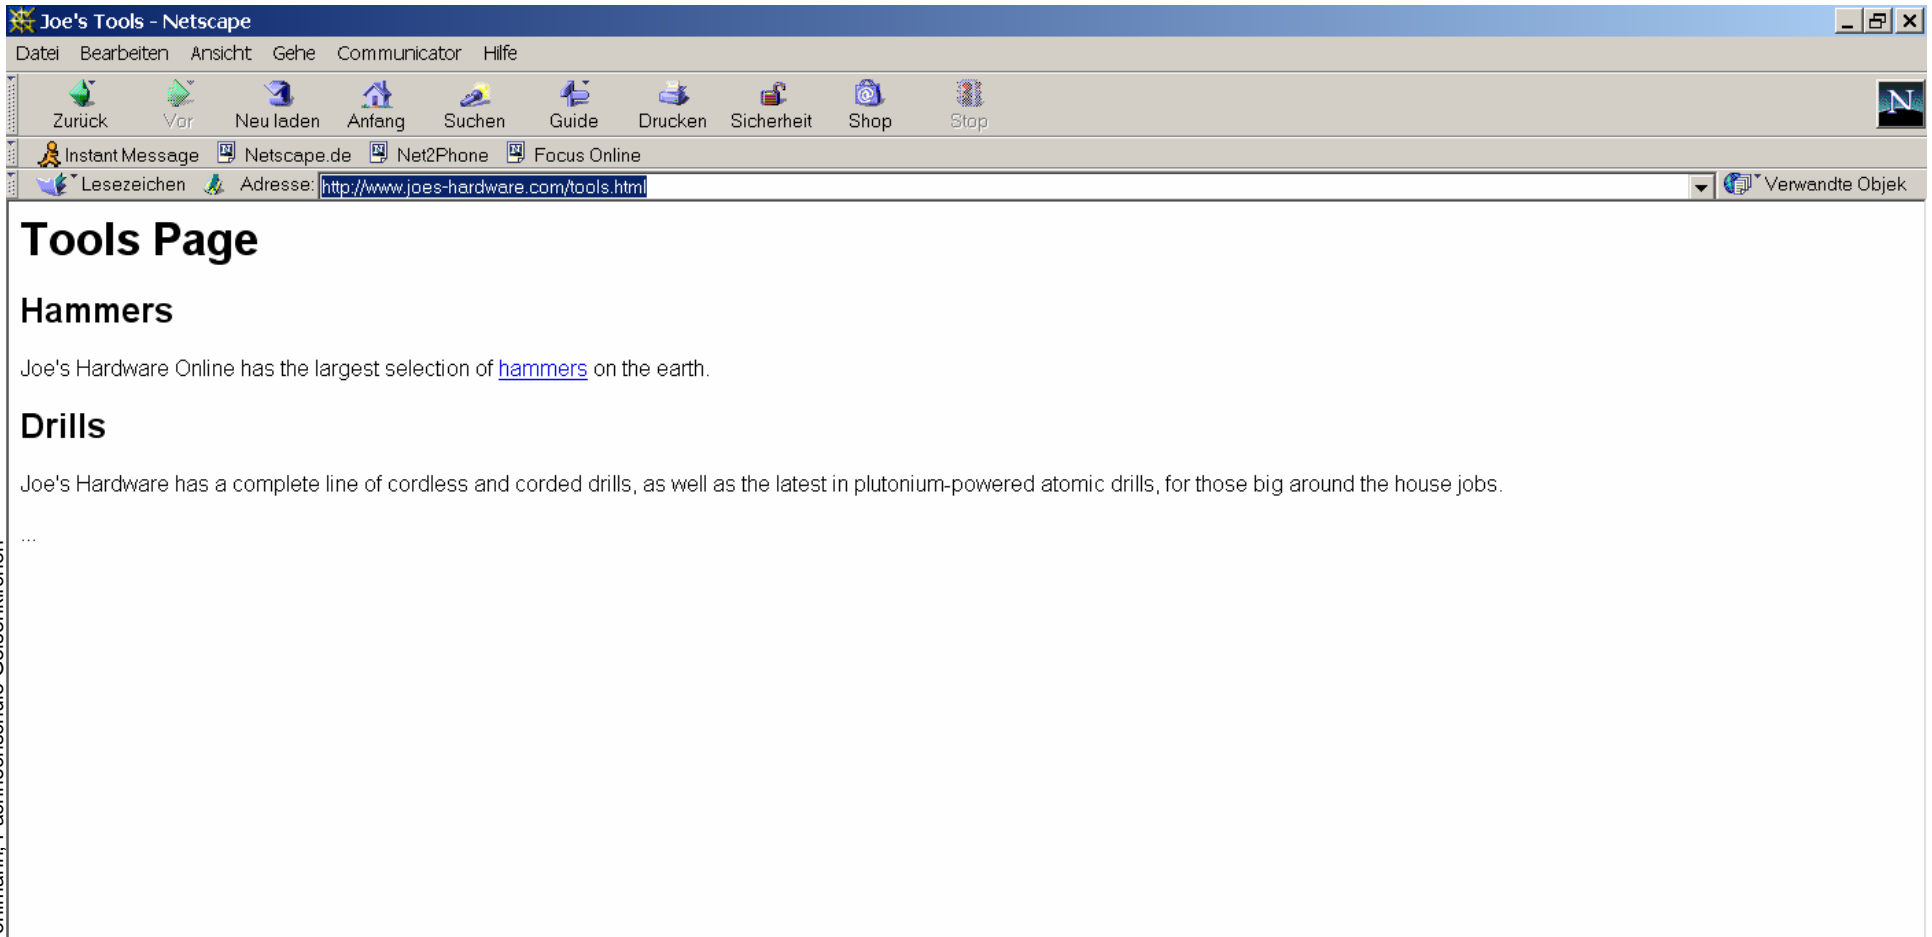 Joe's Tools - Netscape
Datei Bearbeiten Ansicht Gehe Communicator Hilfe
Zurück Vor Neu laden Anfang Suchen Guide Drucken Sicherheit Shop Stop
N
Instant Message Netscape.de Net2Phone Focus Online
Lesezeichen Adresse: http://www.joes-hardware.com/tools.html Verwandte Objek
Tools Page
Hammers
Joe's Hardware Online has the largest selection of hammers on the earth.
Drills
Joe's Hardware has a complete line of cordless and corded drills, as well as the latest in plutonium-powered atomic drills, for those big around the house jobs.
...